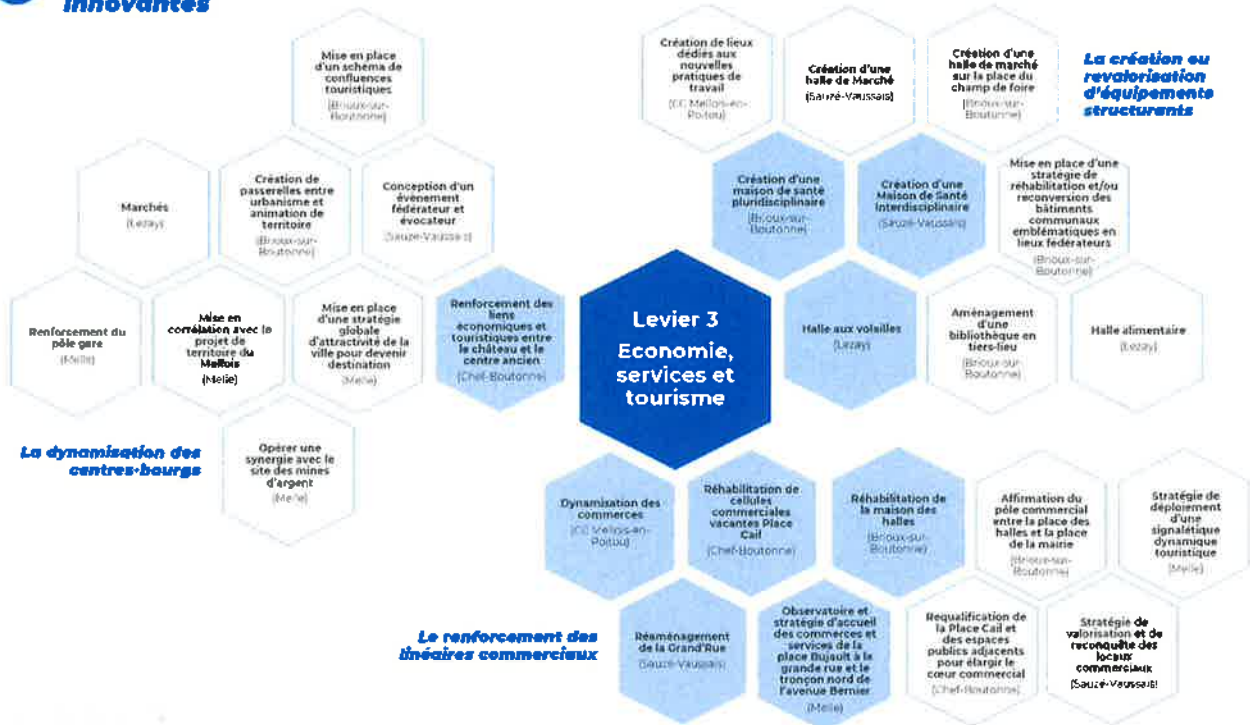 innovantes
Mise en place
d'un schema de
confluences
touristiques
(Brioux-sur-
Boutonne)
Marchés
(Lezay)
Création de
passerelles entre
urbanisme et
animation de
territoire
(Brioux-sur-
Boutonne)
Conception d'un
évènement
fédérateur et
évocateur
(Sauzé-Vaussais)
Renforcement du
pôle gare
(Melle)
Mise en
corrélation avec le
projet de
territoire du
Mellois
(Melle)
Mise en place
d'une stratégie
globale
d'attractivité de la
ville pour devenir
destination
(Melle)
Renforcement des
liens
économiques et
touristiques entre
le château et le
centre ancien
(Chef-Boutonne)
La dynamisation des
centres-bourgs
Opérer une
synergie avec le
site des mines
d'argent
(Melle)
Levier 3
Economie,
services et
tourisme
Création de lieux
dédiés aux
nouvelles
pratiques de
travail
(CC Mellois-en-
Poitou)
Création d'une
halle de Marché
(Sauzé-Vaussais)
Création d'une
halle de marché
sur la place du
champ de foire
(Brioux-sur-
Boutonne)
La création ou
revalorisation
d'équipements
structurants
Création d'une
maison de santé
pluridisciplinaire
(Brioux-sur-
Boutonne)
Création d'une
Maison de Santé
Interdisciplinaire
(Sauzé-Vaussais)
Mise en place d'une
stratégie de
réhabilitation et/ou
reconversion des
bâtiments
communaux
emblématiques en
lieux fédérateurs
(Brioux-sur-
Boutonne)
Halle aux volailles
(Lezay)
Aménagement
d'une
bibliothèque en
tiers-lieu
(Brioux-sur-
Boutonne)
Halle alimentaire
(Lezay)
Dynamisation des
commerces
(CC Mellois-en-
Poitou)
Réhabilitation de
cellules
commerciales
vacantes Place
Cail
(Chef-Boutonne)
Réhabilitation de
la maison des
halles
(Brioux-sur-
Boutonne)
Affirmation du
pôle commercial
entre la place des
halles et la place
de la mairie
(Brioux-sur-
Boutonne)
Stratégie de
déploiement
d'une
signalétique
dynamique
touristique
(Melle)
Le renforcement des
linéaires commerciaux
Réaménagement
de la Grand'Rue
(Sauzé-Vaussais)
Observatoire et
stratégie d'accueil
des commerces et
services de la
place Bujault à la
grande rue et le
tronçon nord de
l'avenue Bernier
(Melle)
Requalification de
la Place Cail et
des espaces
publics adjacents
pour élargir le
cœur commercial
(Chef-Boutonne)
Stratégie de
valorisation et de
reconquête des
locaux
commerciaux
(Sauzé-Vaussais)